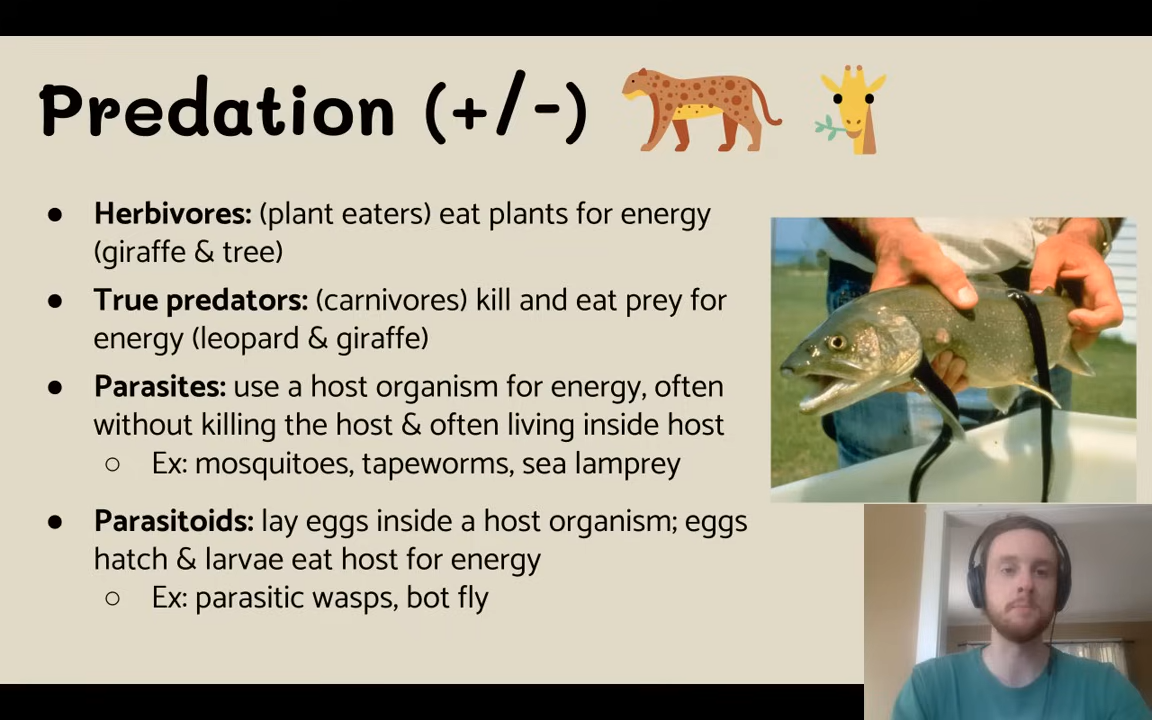 Predation (+/-)
● Herbivores: (plant eaters) eat plants for energy
(giraffe & tree)
● True predators: (carnivores) kill and eat prey for
energy (leopard & giraffe)
● Parasites: use a host organism for energy, often
without killing the host & often living inside host
○ Ex: mosquitoes, tapeworms, sea lamprey
● Parasitoids: lay eggs inside a host organism; eggs
hatch & larvae eat host for energy
○ Ex: parasitic wasps, bot fly